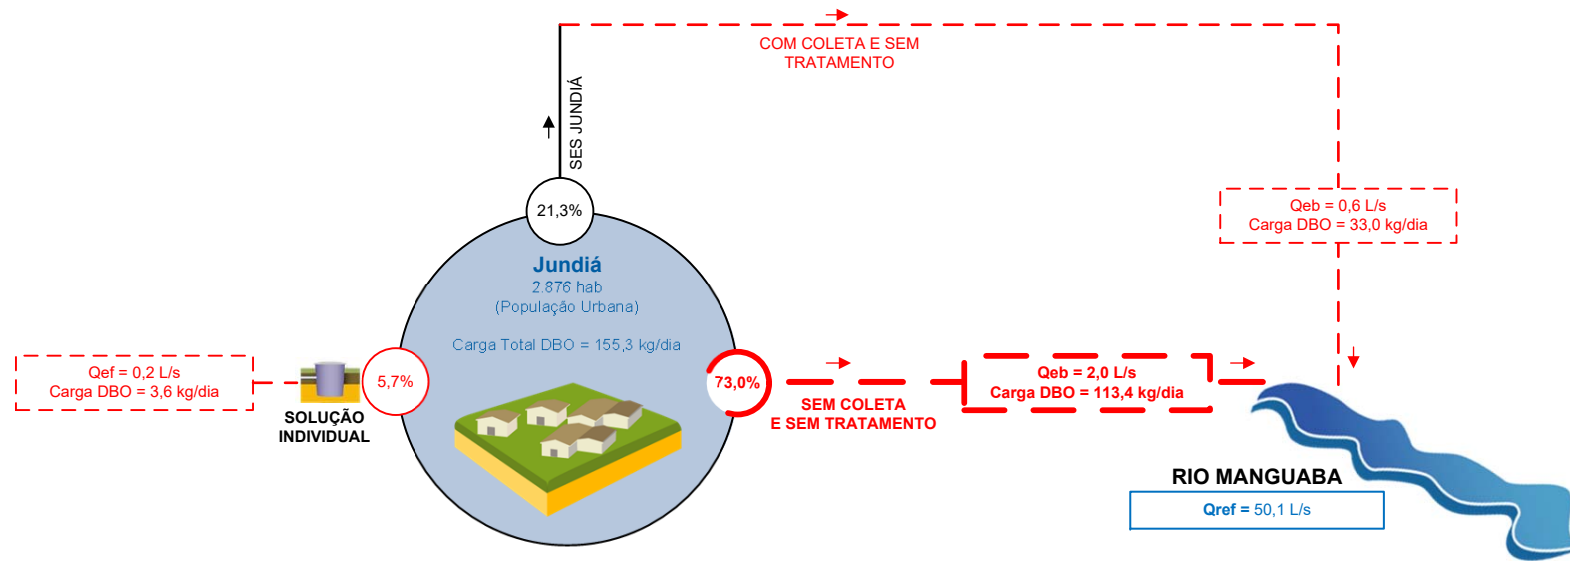 COM COLETA E SEM
TRATAMENTO
SES JUNDIÁ
21,3%
Qeb = 0,6 L/s
Carga DBO = 33,0 kg/dia
Jundiá
2.876 hab
(População Urbana)
Carga Total DBO = 155,3 kg/dia
Qef = 0,2 L/s
Carga DBO = 3,6 kg/dia
5,7%
SOLUÇÃO
INDIVIDUAL
73,0%
SEM COLETA
E SEM TRATAMENTO
Qeb = 2,0 L/s
Carga DBO = 113,4 kg/dia
RIO MANGUABA
Qref = 50,1 L/s